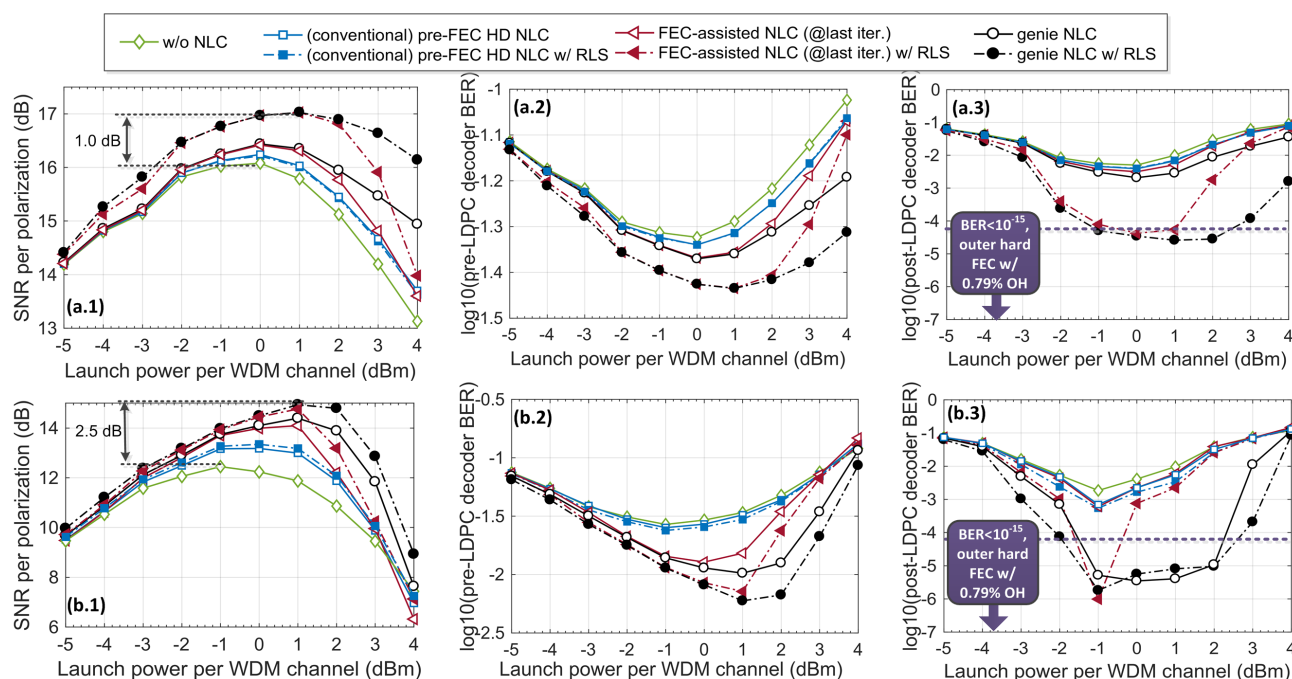 w/o NLC
(conventional) pre-FEC HD NLC
(conventional) pre-FEC HD NLC w/ RLS
FEC-assisted NLC (@last iter.)
FEC-assisted NLC (@last iter.) w/ RLS
genie NLC
genie NLC w/ RLS
SNR per polarization (dB)
17
16
15
14
13
1.0 dB
(a.1)
-5 -4 -3 -2 -1 0 1 2 3 4
Launch power per WDM channel (dBm)
log10(pre-LDPC decoder BER)
-1
-1.1
-1.2
-1.3
-1.4
-1.5
(a.2)
-5 -4 -3 -2 -1 0 1 2 3 4
Launch power per WDM channel (dBm)
log10(post-LDPC decoder BER)
0
-1
-2
-3
-4
-5
-6
-7
(a.3)
BER<10^-15,
outer hard
FEC w/
0.79% OH
-5 -4 -3 -2 -1 0 1 2 3 4
Launch power per WDM channel (dBm)
SNR per polarization (dB)
14
12
10
8
6
2.5 dB
(b.1)
-5 -4 -3 -2 -1 0 1 2 3 4
Launch power per WDM channel (dBm)
log10(pre-LDPC decoder BER)
-0.5
-1
-1.5
-2
-2.5
(b.2)
-5 -4 -3 -2 -1 0 1 2 3 4
Launch power per WDM channel (dBm)
log10(post-LDPC decoder BER)
0
-1
-2
-3
-4
-5
-6
-7
(b.3)
BER<10^-15,
outer hard
FEC w/
0.79% OH
-5 -4 -3 -2 -1 0 1 2 3 4
Launch power per WDM channel (dBm)